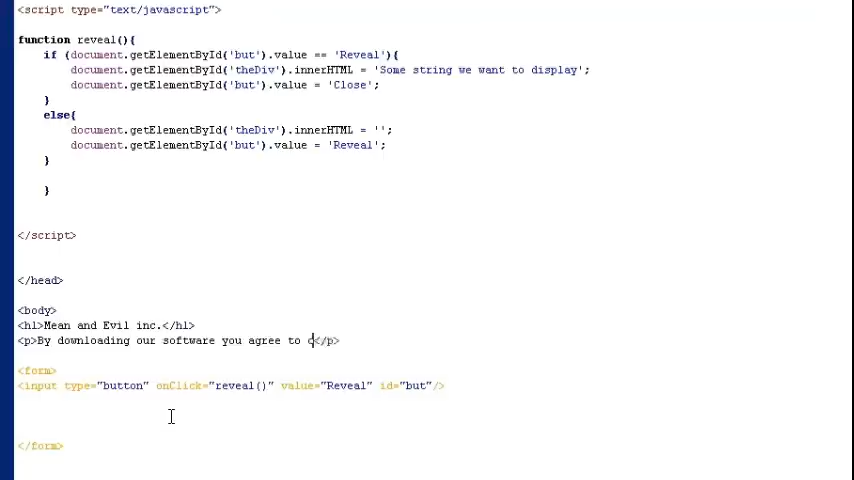 <script type="text/javascript">
function reveal(){
if (document.getElementById('but').value == 'Reveal'){
document.getElementById('theDiv').innerHTML = 'Some string we want to display';
document.getElementById('but').value = 'Close';
}
else{
document.getElementById('theDiv').innerHTML = '';
document.getElementById('but').value = 'Reveal';
}
}
</script>
</head>
<body>
<h1>Mean and Evil inc.</h1>
<p>By downloading our software you agree to c</p>
<form>
<input type="button" onClick="reveal()" value="Reveal" id="but"/>
</form>